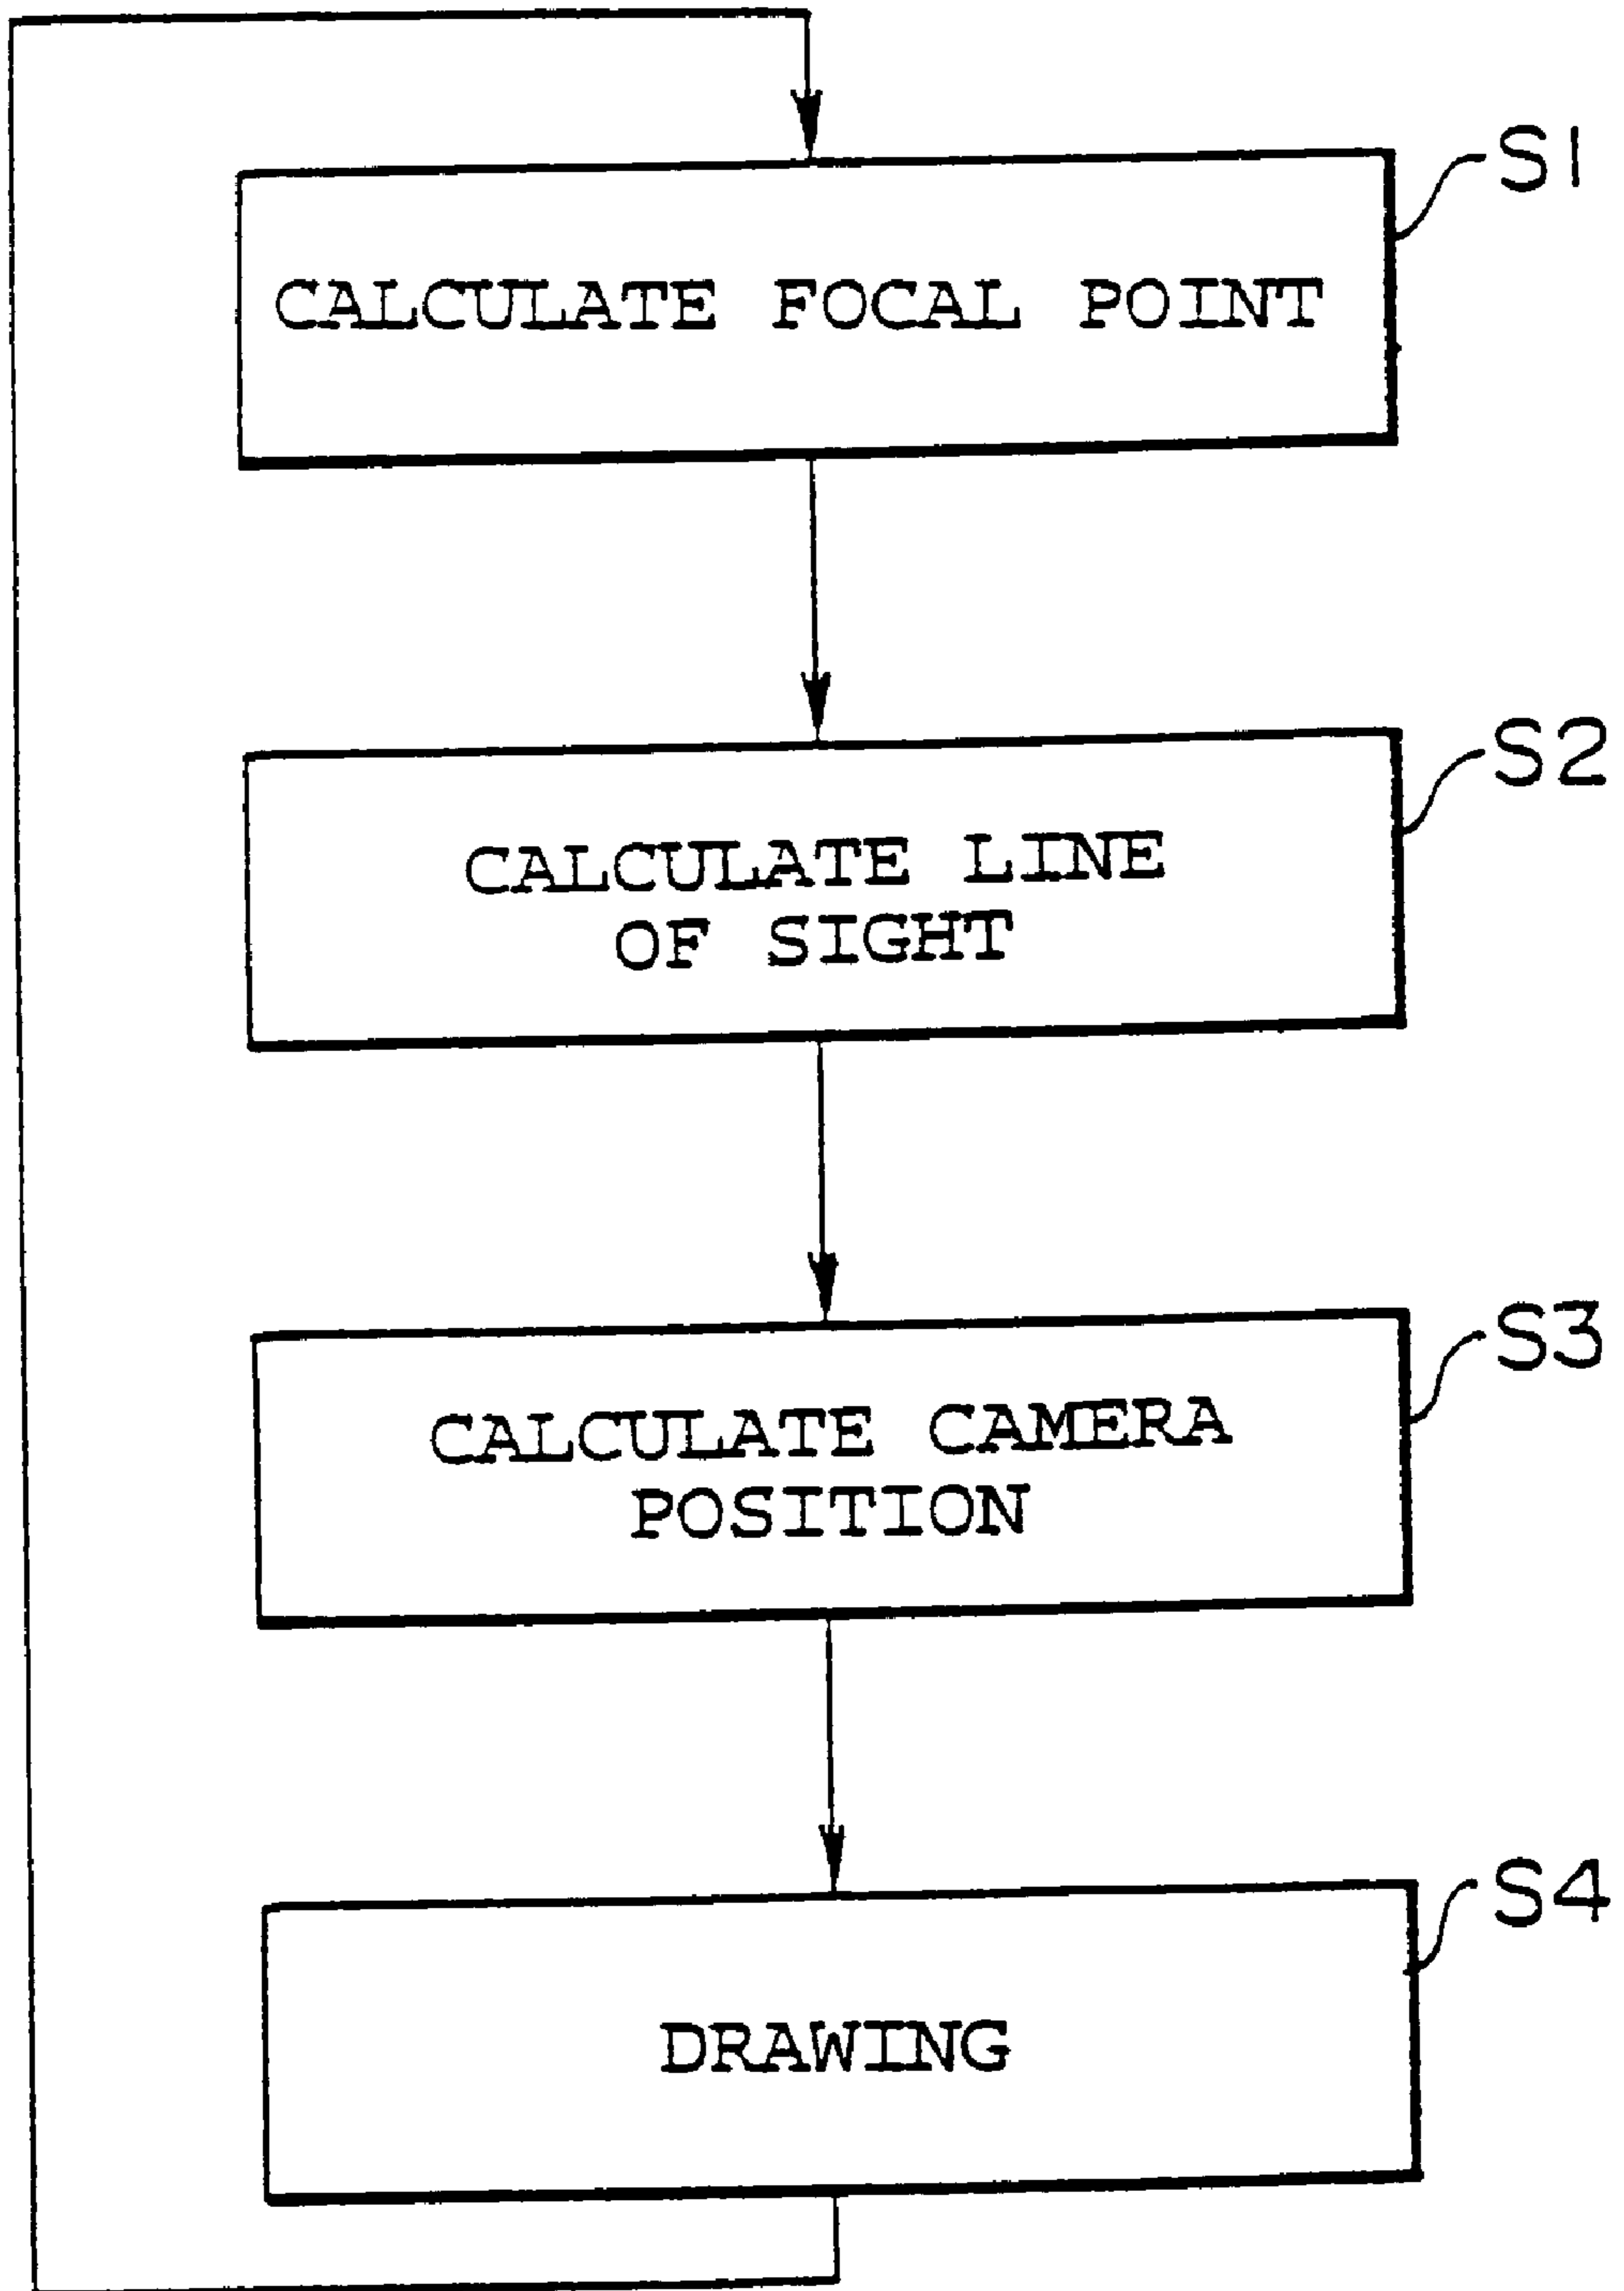 S1
CALCULATE FOCAL POINT
S2
CALCULATE LINE
OF SIGHT
S3
CALCULATE CAMERA
POSITION
S4
DRAWING